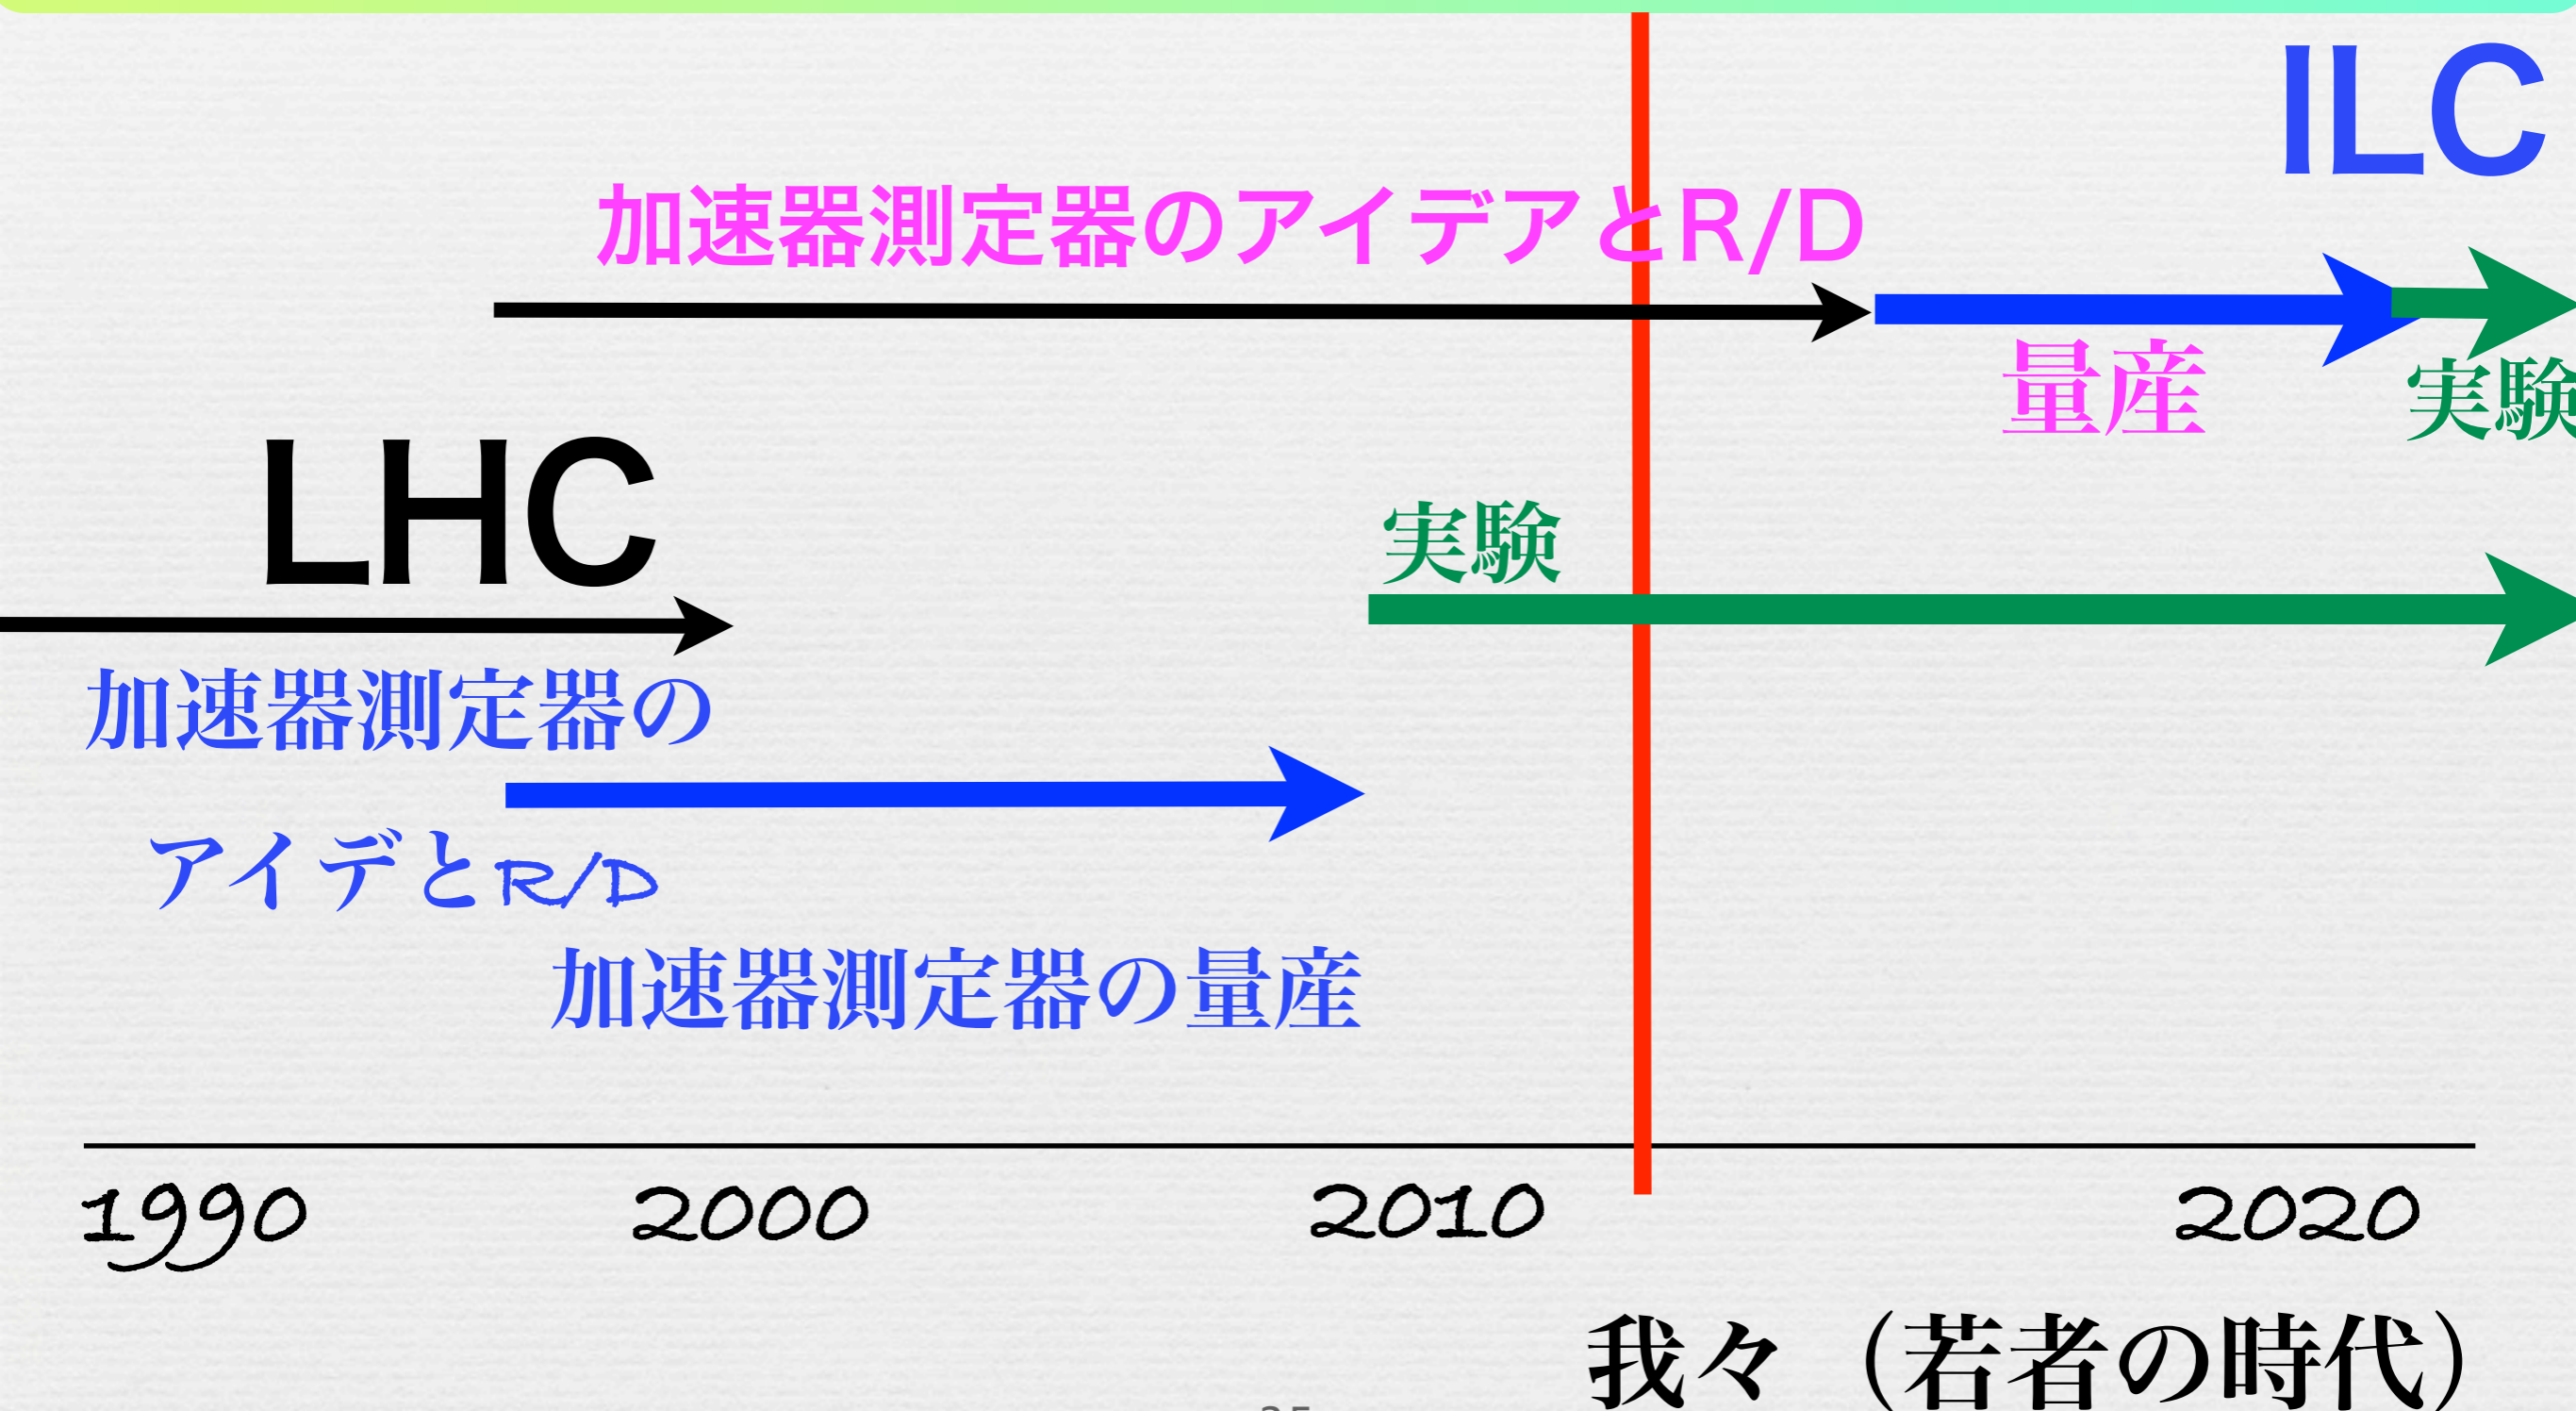 ILC
加速器測定器のアイデアとR/D
量産
実験
LHC
実験
加速器測定器の
アイデとR/D
加速器測定器の量産
1990 2000 2010 2020
我々（若者の時代）